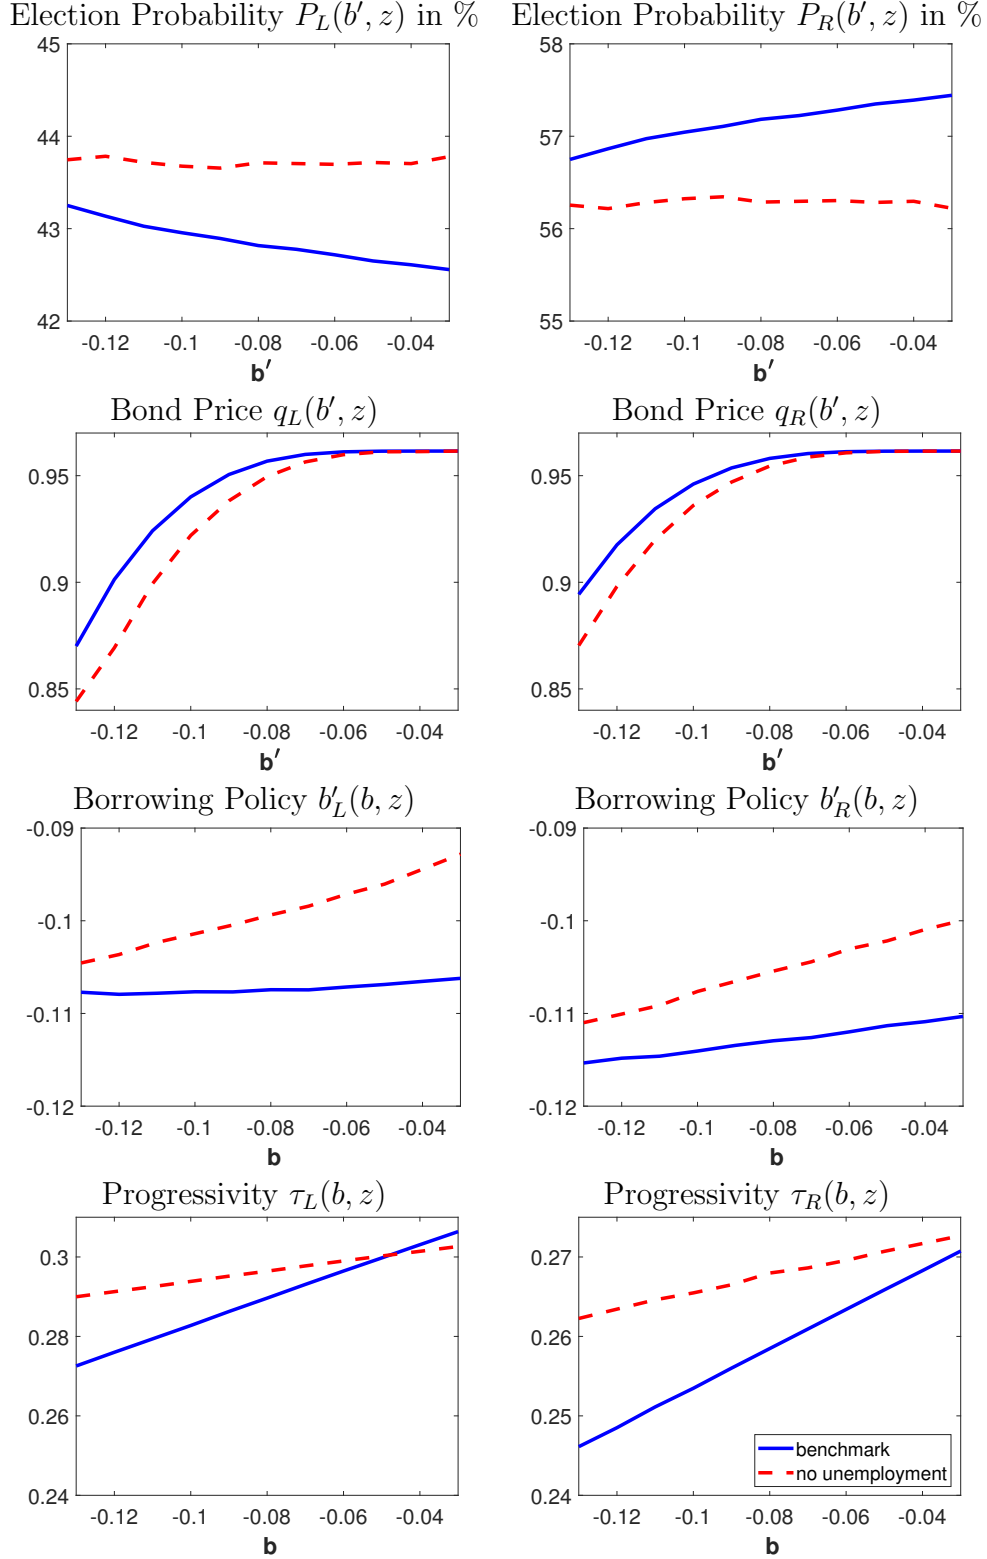 Election Probability P_L(b′, z) in %
Election Probability P_R(b′, z) in %
45
44
43
42
-0.12 -0.1 -0.08 -0.06 -0.04
b′
58
57
56
55
-0.12 -0.1 -0.08 -0.06 -0.04
b′
Bond Price q_L(b′, z)
Bond Price q_R(b′, z)
0.95
0.9
0.85
-0.12 -0.1 -0.08 -0.06 -0.04
b′
0.95
0.9
0.85
-0.12 -0.1 -0.08 -0.06 -0.04
b′
Borrowing Policy b′_L(b, z)
Borrowing Policy b′_R(b, z)
-0.09
-0.1
-0.11
-0.12
-0.12 -0.1 -0.08 -0.06 -0.04
b
-0.09
-0.1
-0.11
-0.12
-0.12 -0.1 -0.08 -0.06 -0.04
b
Progressivity τ_L(b, z)
Progressivity τ_R(b, z)
0.3
0.28
0.26
0.24
-0.12 -0.1 -0.08 -0.06 -0.04
b
0.27
0.26
0.25
0.24
benchmark
no unemployment
-0.12 -0.1 -0.08 -0.06 -0.04
b